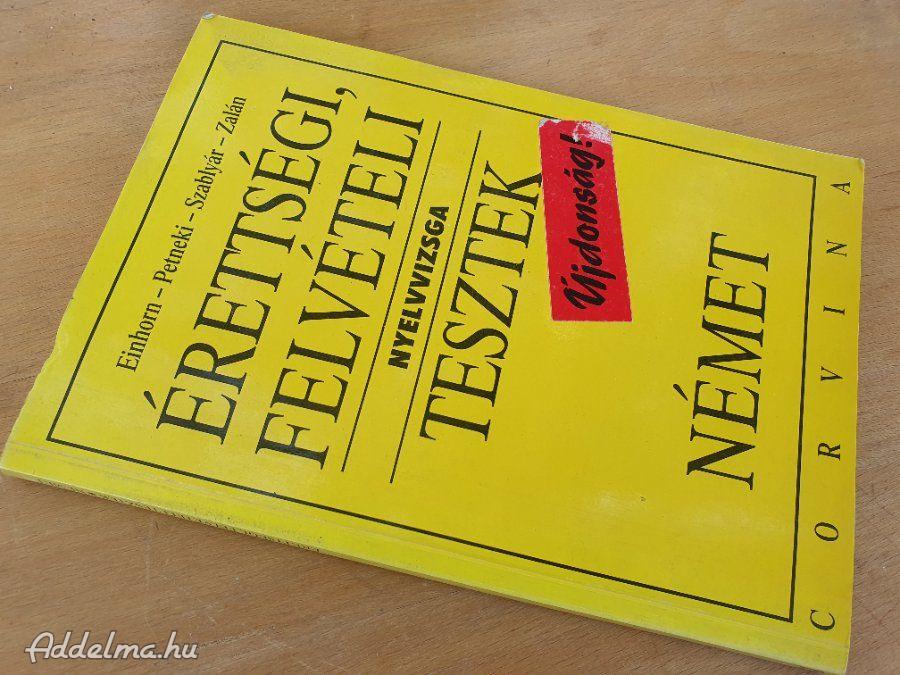 Einhorn – Petneki – Szablyár – Zalán
ÉRETTSÉGI,
FELVÉTELI
NYELVVIZSGA
TESZTEK
Újdonság!
NÉMET
CORVINA
Addelma.hu